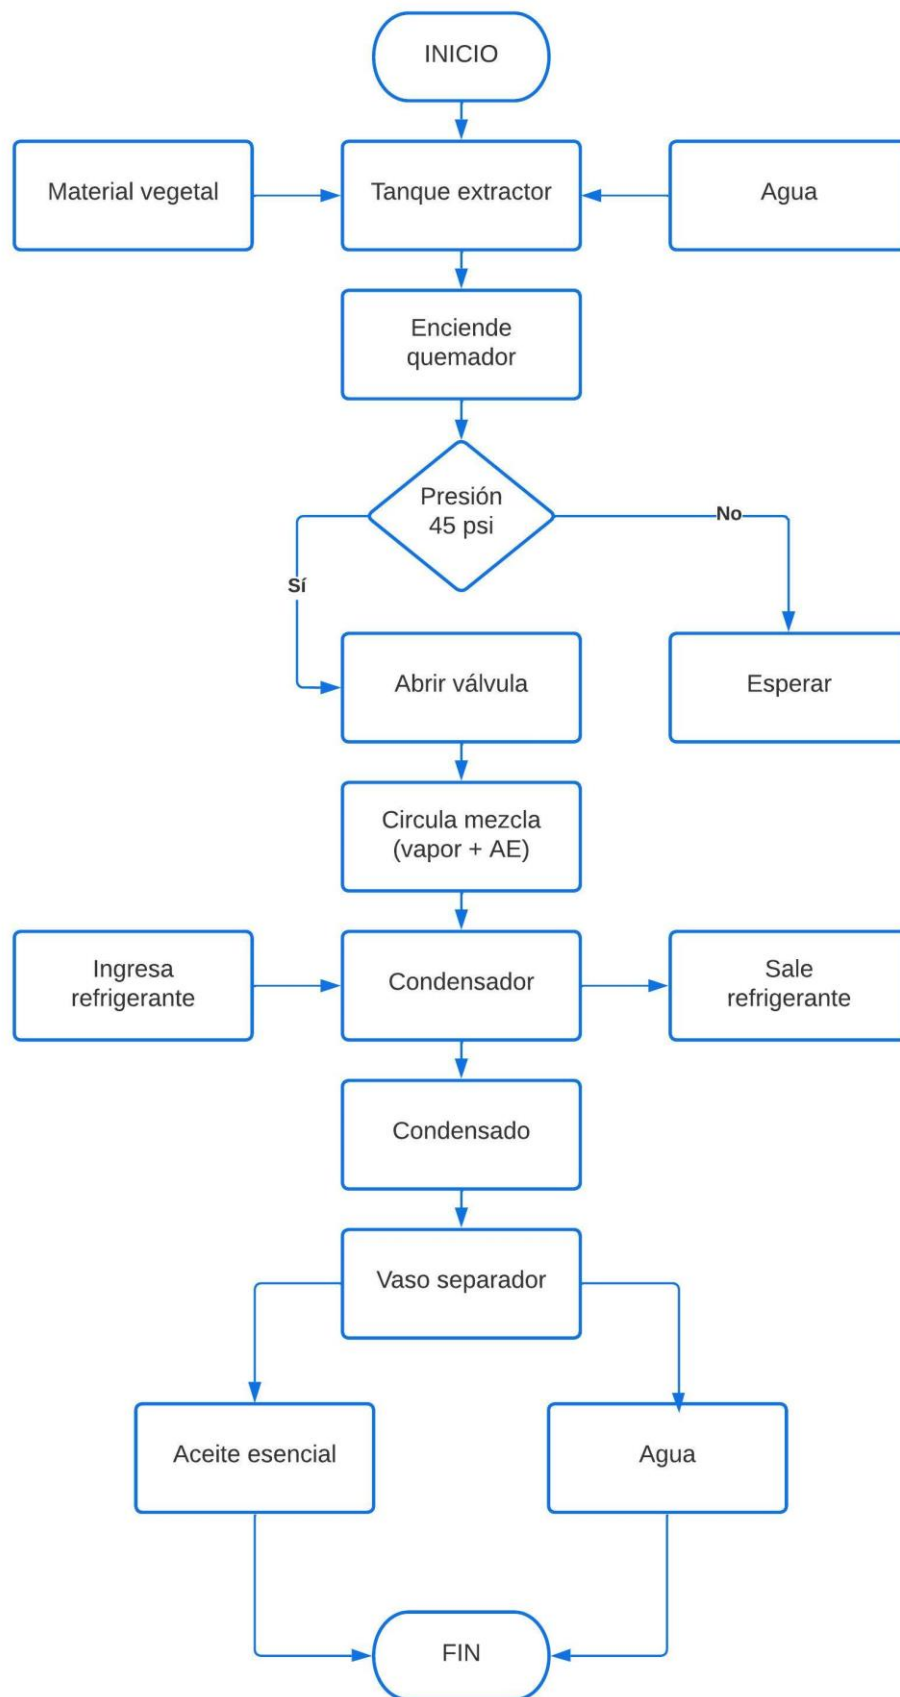 INICIO
Material vegetal
Tanque extractor
Agua
Enciende
quemador
Presión
45 psi
No
Sí
Abrir válvula
Esperar
Circula mezcla
(vapor + AE)
Ingresa
refrigerante
Condensador
Sale
refrigerante
Condensado
Vaso separador
Aceite esencial
Agua
FIN